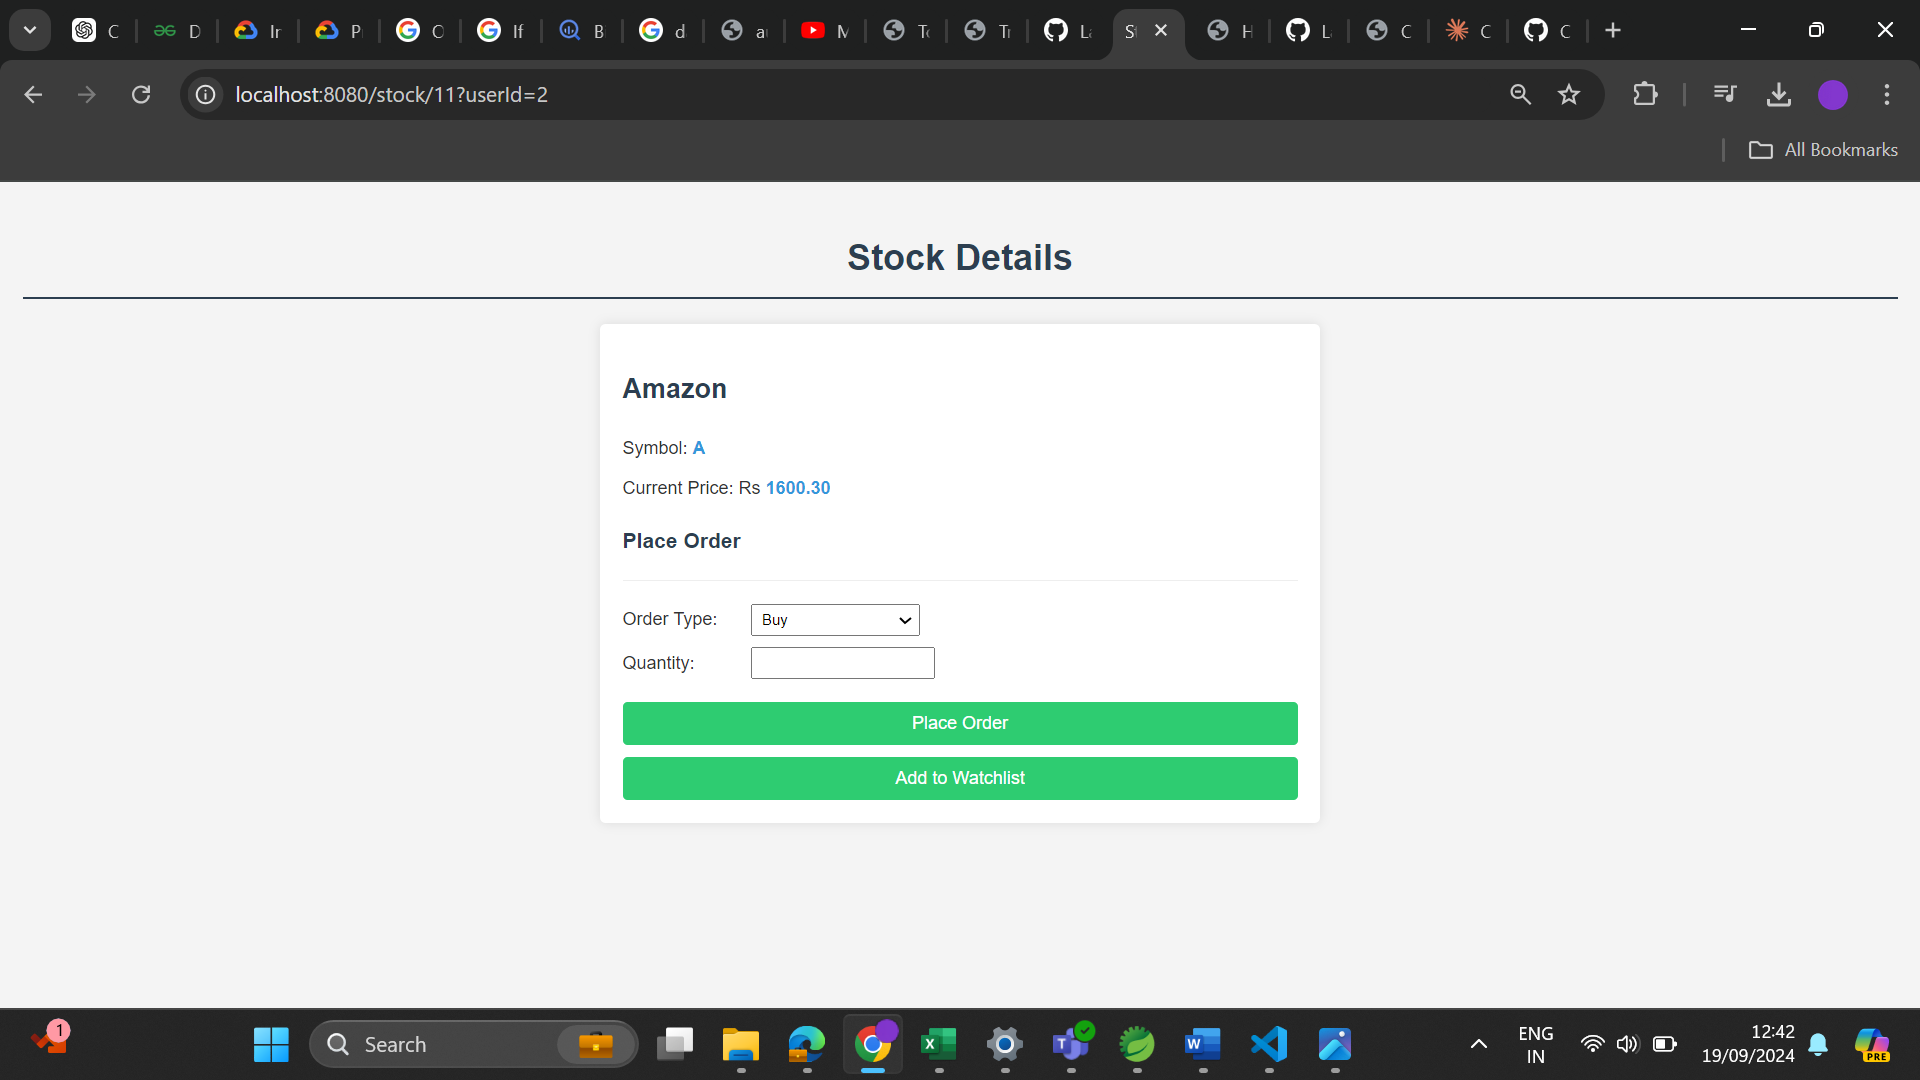 C D Ir P O If B d a M To Tr La St H L C C C
localhost:8080/stock/11?userId=2
All Bookmarks
Stock Details
Amazon
Symbol: A
Current Price: Rs 1600.30
Place Order
Order Type: Buy
Quantity:
Place Order
Add to Watchlist
1
Search
ENG
IN
12:42
19/09/2024
PRE